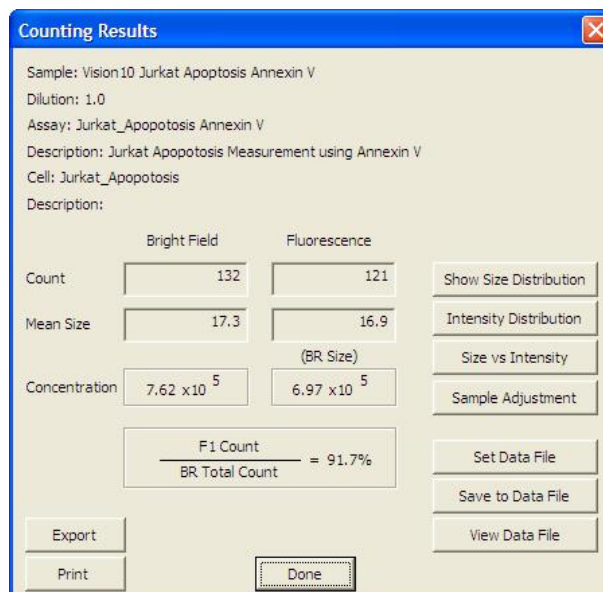 Counting Results
Sample: Vision10 Jurkat Apoptosis Annexin V
Dilution: 1.0
Assay: Jurkat_Apopotosis Annexin V
Description: Jurkat Apopotosis Measurement using Annexin V
Cell: Jurkat_Apopotosis
Description:
Bright Field Fluorescence
Count 132 121 Show Size Distribution
Mean Size 17.3 16.9 Intensity Distribution
(BR Size) Size vs Intensity
Concentration 7.62 x10 5 6.97 x10 5 Sample Adjustment
F1 Count
BR Total Count = 91.7%
Set Data File
Save to Data File
Export View Data File
Print Done